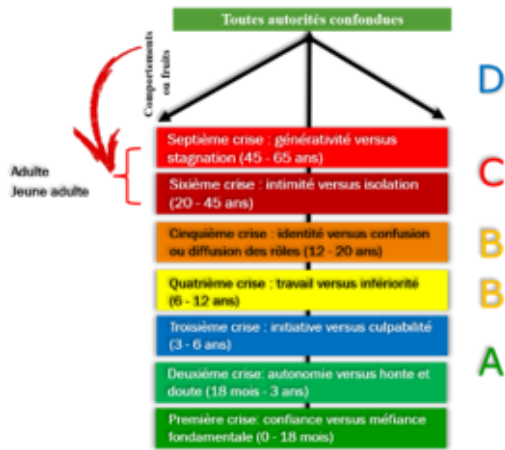 Toutes autorités confondues
Comportements
ou fruits
D
Septième crise : générativité versus
stagnation (45 - 65 ans)
C
Adulte
Jeune adulte
Sixième crise : intimité versus isolation
(20 - 45 ans)
Cinquième crise : identité versus confusion
ou diffusion des rôles (12 - 20 ans)
B
Quatrième crise : travail versus infériorité
(6 - 12 ans)
B
Troisième crise : initiative versus culpabilité
(3 - 6 ans)
A
Deuxième crise: autonomie versus honte et
doute (18 mois - 3 ans)
Première crise: confiance versus méfiance
fondamentale (0 - 18 mois)